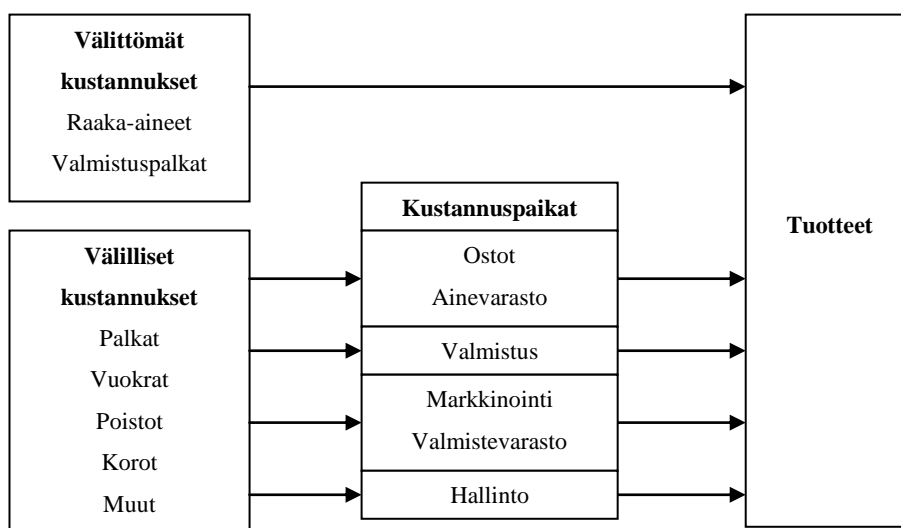 Välittömät
kustannukset
Raaka-aineet
Valmistuspalkat
Välilliset
kustannukset
Palkat
Vuokrat
Poistot
Korot
Muut
Kustannuspaikat
Ostot
Ainevarasto
Valmistus
Markkinointi
Valmistevarasto
Hallinto
Tuotteet